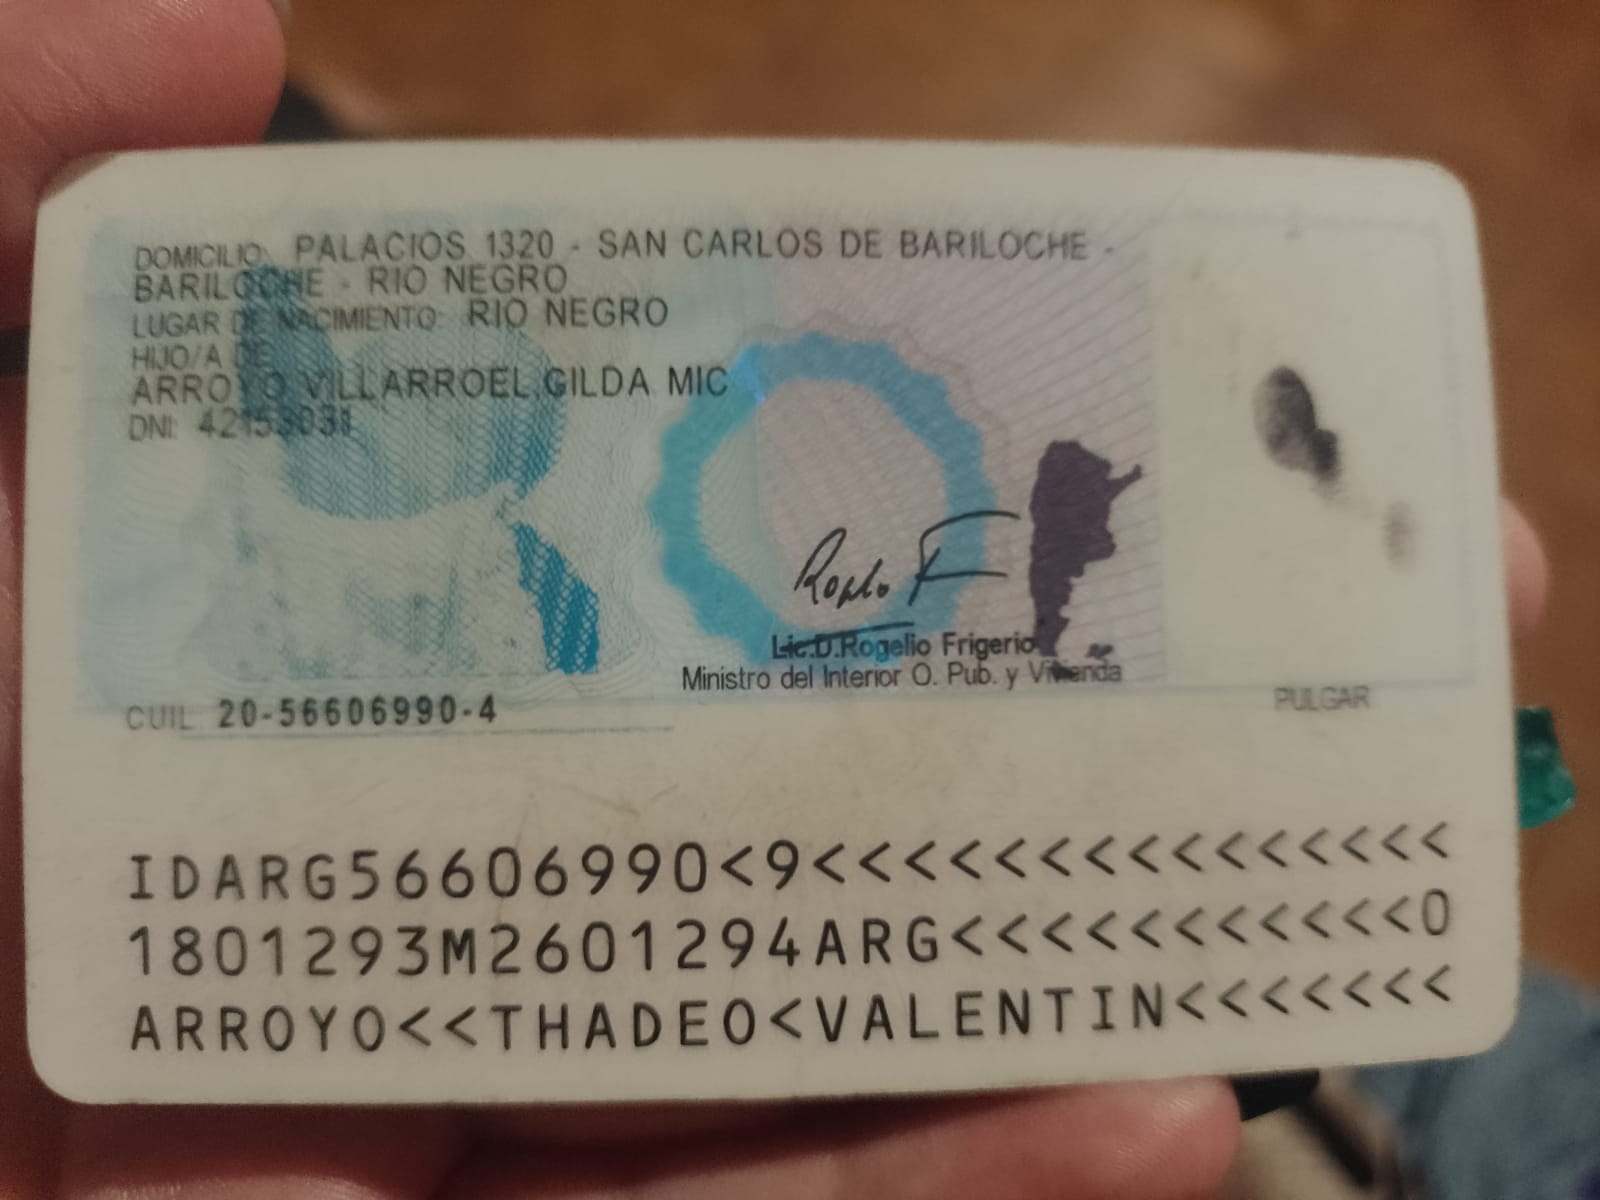 DOMICILIO: PALACIOS 1320 - SAN CARLOS DE BARILOCHE -
BARILOCHE - RIO NEGRO
LUGAR DE NACIMIENTO: RIO NEGRO
HIJO/A DE
ARROYO VILLARROEL,GILDA MIC
DNI: 42153031
Lic.D.Rogelio Frigerio
Ministro del Interior O. Pub. y Vivienda
CUIL 20-56606990-4
PULGAR
IDARG56606990<9<<<<<<<<<<<<<<<
1801293M2601294ARG<<<<<<<<<<<0
ARROYO<<THADEO<VALENTIN<<<<<<<